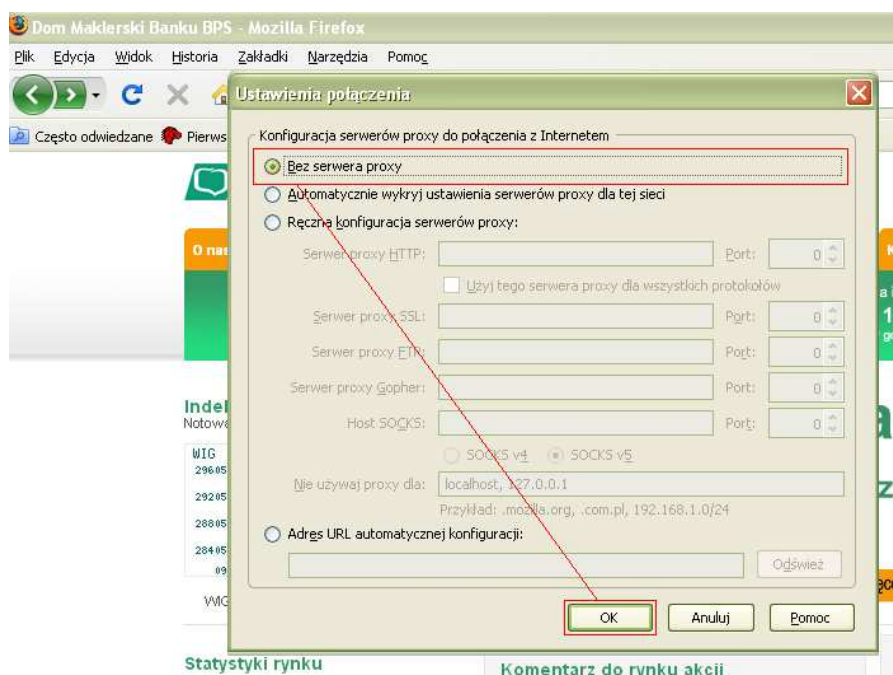 Dom Maklerski Banku BPS - Mozilla Firefox
Plik Edycja Widok Historia Zakładki Narzędzia Pomoc
Ustawienia połączenia
Często odwiedzane
Konfiguracja serwerów proxy do połączenia z Internetem
Bez serwera proxy
Automatycznie wykryj ustawienia serwerów proxy dla tej sieci
Ręczna konfiguracja serwerów proxy:
O nas
Serwer proxy HTTP: Port: 0
Użyj tego serwera proxy dla wszystkich protokołów
Serwer proxy SSL: Port: 0
Serwer proxy FTP: Port: 0
Serwer proxy Gopher: Port: 0
Host SOCKS: Port: 0
WIG
SOCKS v4 SOCKS v5
29605
Nie używaj proxy dla: localhost, 127.0.0.1
29205
Przykład: .mozilla.org, .com.pl, 192.168.1.0/24
28805
Adres URL automatycznej konfiguracji:
28405
09
Odśwież
WIG
OK Anuluj Pomoc
Statystyki rynku
Komentarz do rynku akcji